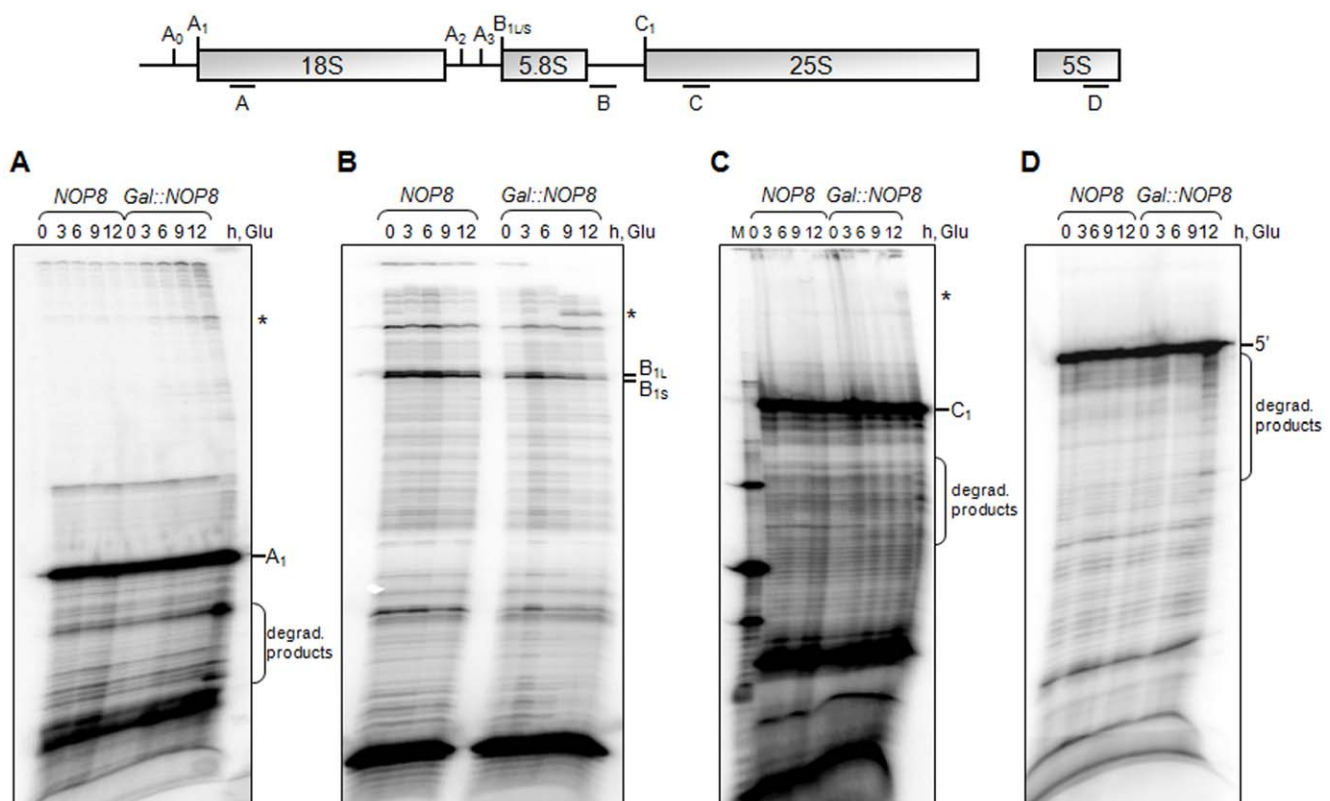 A₀ A₁ A₂ A₃ B₁L/S C₁
18S 5.8S 25S 5S
A B C D
A
NOP8 Gal::NOP8
0 3 6 9 12 0 3 6 9 12 h, Glu
*
A₁
degrad.
products
B
NOP8 Gal::NOP8
0 3 6 9 12 0 3 6 9 12 h, Glu
*
B₁L
B₁S
C
NOP8 Gal::NOP8
M 0 3 6 9 12 0 3 6 9 12 h, Glu
*
C₁
degrad.
products
D
NOP8 Gal::NOP8
0 3 6 9 12 0 3 6 9 12 h, Glu
5'
degrad.
products